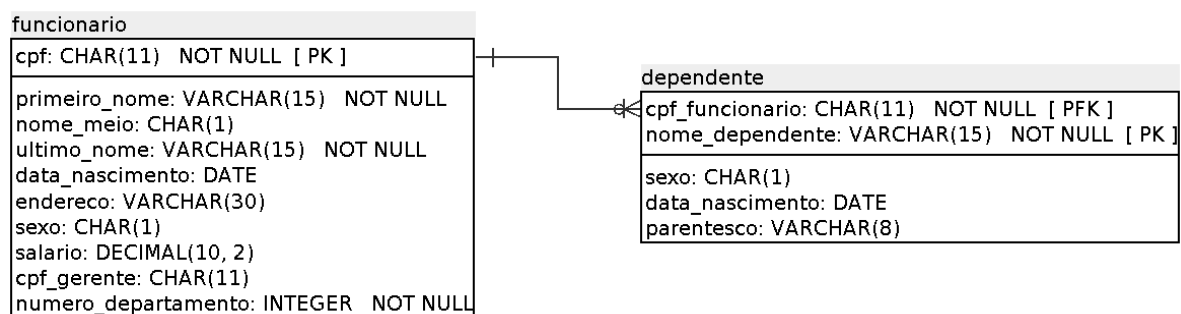 funcionario
cpf: CHAR(11) NOT NULL [ PK ]
primeiro_nome: VARCHAR(15) NOT NULL
nome_meio: CHAR(1)
ultimo_nome: VARCHAR(15) NOT NULL
data_nascimento: DATE
endereco: VARCHAR(30)
sexo: CHAR(1)
salario: DECIMAL(10, 2)
cpf_gerente: CHAR(11)
numero_departamento: INTEGER NOT NULL
dependente
cpf_funcionario: CHAR(11) NOT NULL [ PFK ]
nome_dependente: VARCHAR(15) NOT NULL [ PK ]
sexo: CHAR(1)
data_nascimento: DATE
parentesco: VARCHAR(8)